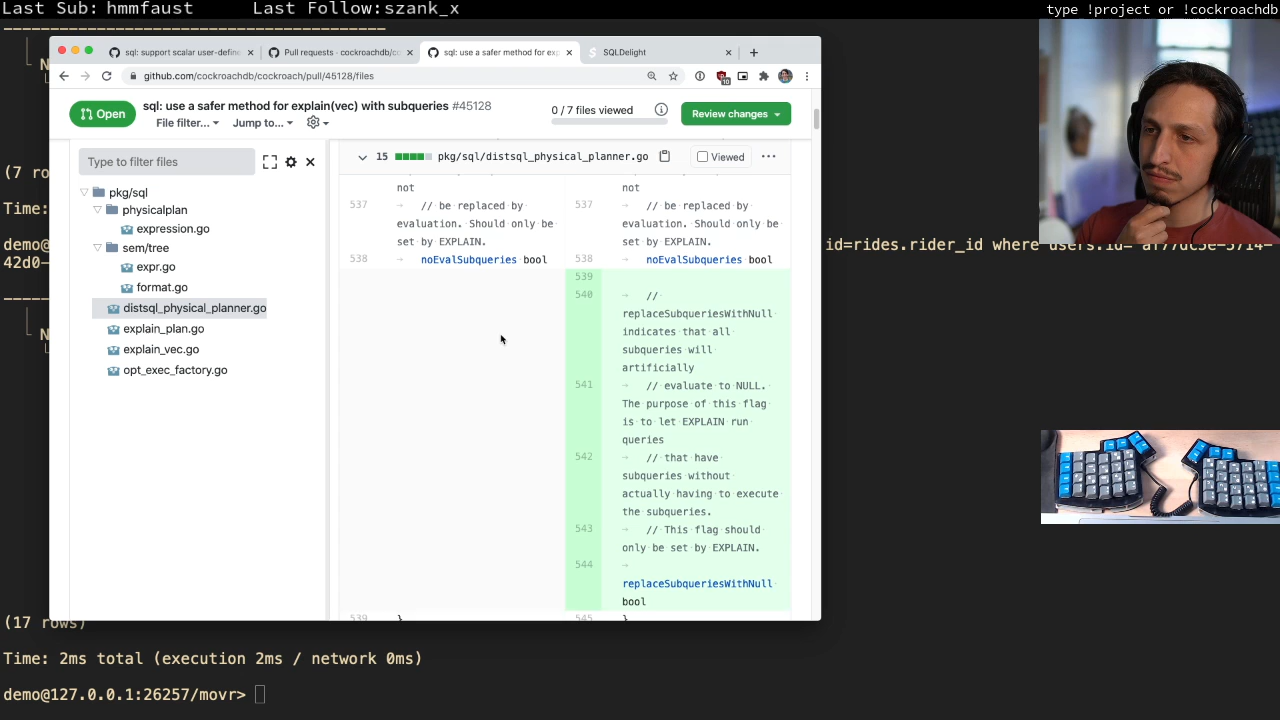 Last Sub: hmmfaust Last Follow:szank_x type !project or !cockroachdb
sql: support scalar user-define
Pull requests · cockroachdb/co
sql: use a safer method for exp
SQLDelight
github.com/cockroachdb/cockroach/pull/45128/files
Open
sql: use a safer method for explain(vec) with subqueries #45128
File filter... Jump to...
0 / 7 files viewed
Review changes
Type to filter files
pkg/sql
physicalplan
expression.go
sem/tree
expr.go
format.go
distsql_physical_planner.go
explain_plan.go
explain_vec.go
opt_exec_factory.go
15 pkg/sql/distsql_physical_planner.go Viewed
not
537 // be replaced by
evaluation. Should only be
set by EXPLAIN.
538 noEvalSubqueries bool
539 }
not
537 // be replaced by
evaluation. Should only be
set by EXPLAIN.
538 noEvalSubqueries bool
539
540 //
replaceSubqueriesWithNull
indicates that all
subqueries will
artificially
541 // evaluate to NULL.
The purpose of this flag
is to let EXPLAIN run
queries
542 // that have
subqueries without
actually having to execute
the subqueries.
543 // This flag should
only be set by EXPLAIN.
544
replaceSubqueriesWithNull
bool
545 }
(7 ro
Time:
demo@
id=rides.rider_id where users.id=
42d0-
(17 rows)
Time: 2ms total (execution 2ms / network 0ms)
demo@127.0.0.1:26257/movr>